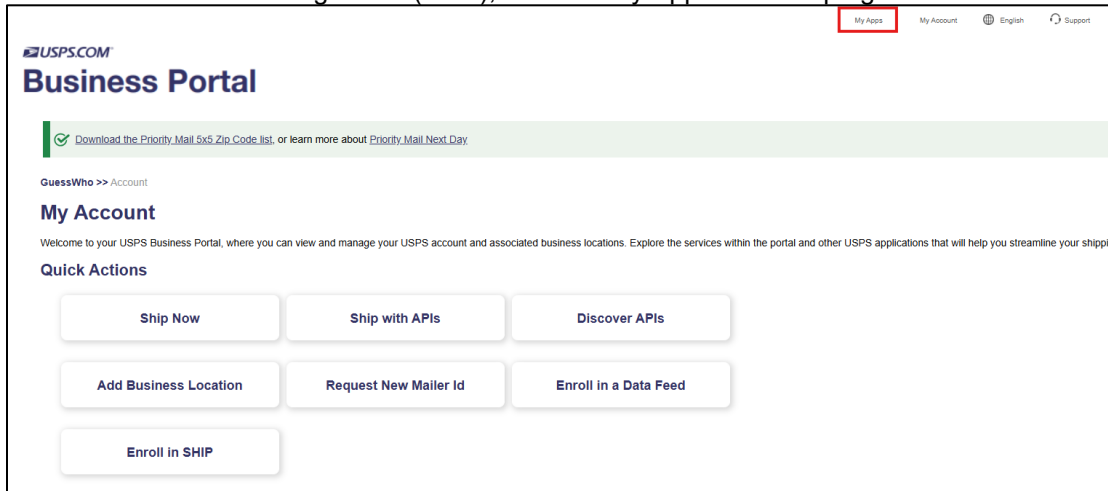 My Apps My Account English Support
USPS.COM
Business Portal
Download the Priority Mail 5x5 Zip Code list, or learn more about Priority Mail Next Day
GuessWho >> Account
My Account
Welcome to your USPS Business Portal, where you can view and manage your USPS account and associated business locations. Explore the services within the portal and other USPS applications that will help you streamline your
Quick Actions
Ship Now Ship with APIs Discover APIs
Add Business Location Request New Mailer Id Enroll in a Data Feed
Enroll in SHIP